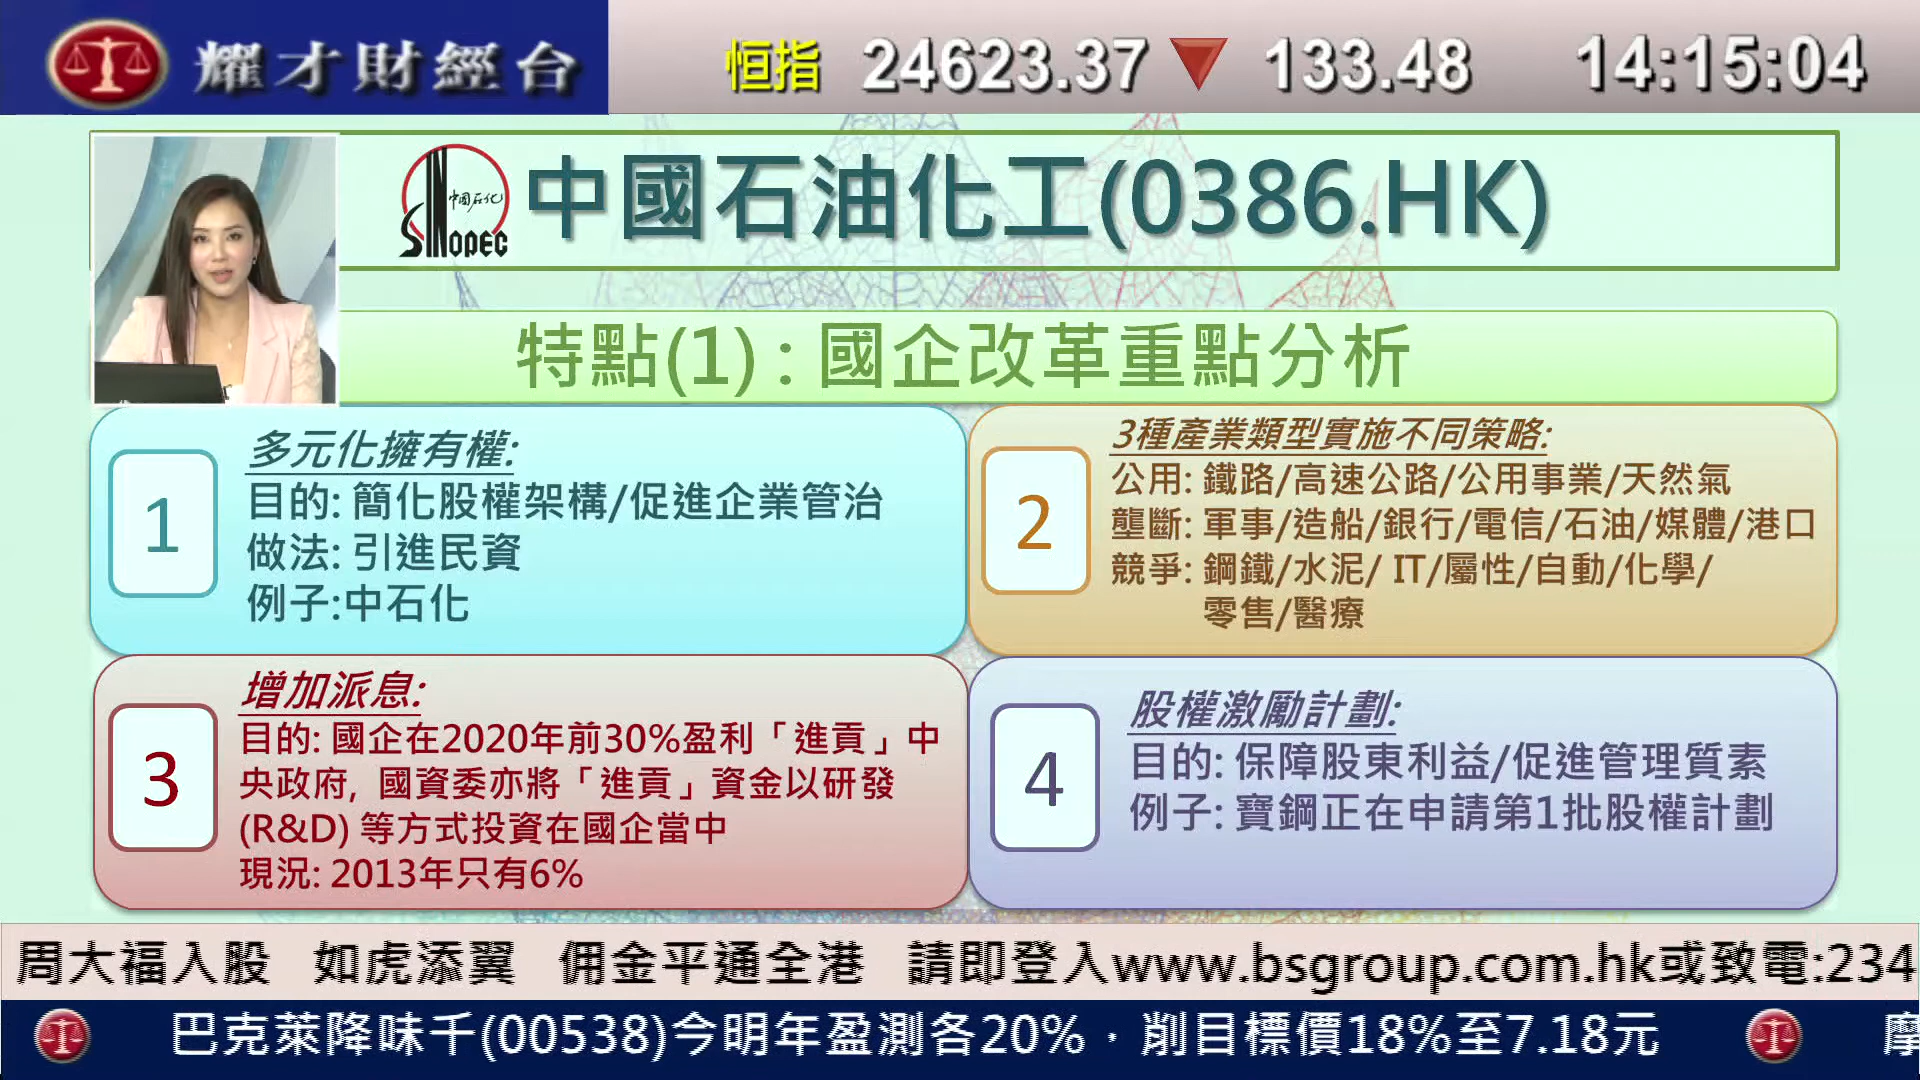 耀才財經台
恒指 24623.37 ▼ 133.48 14:15:04
中国石化
SINOPEC
中國石油化工(0386.HK)
特點(1) : 國企改革重點分析
1
多元化擁有權:
目的: 簡化股權架構/促進企業管治
做法: 引進民資
例子:中石化
2
3種產業類型實施不同策略:
公用: 鐵路/高速公路/公用事業/天然氣
壟斷: 軍事/造船/銀行/電信/石油/媒體/港口
競爭: 鋼鐵/水泥/ IT/屬性/自動/化學/
零售/醫療
3
增加派息:
目的: 國企在2020年前30%盈利「進貢」中
央政府, 國資委亦將「進貢」資金以研發
(R&D) 等方式投資在國企當中
現況: 2013年只有6%
4
股權激勵計劃:
目的: 保障股東利益/促進管理質素
例子: 寶鋼正在申請第1批股權計劃
周大福入股 如虎添翼 佣金平通全港 請即登入www.bsgroup.com.hk或致電:234
巴克萊降味千(00538)今明年盈測各20%，削目標價18%至7.18元 摩